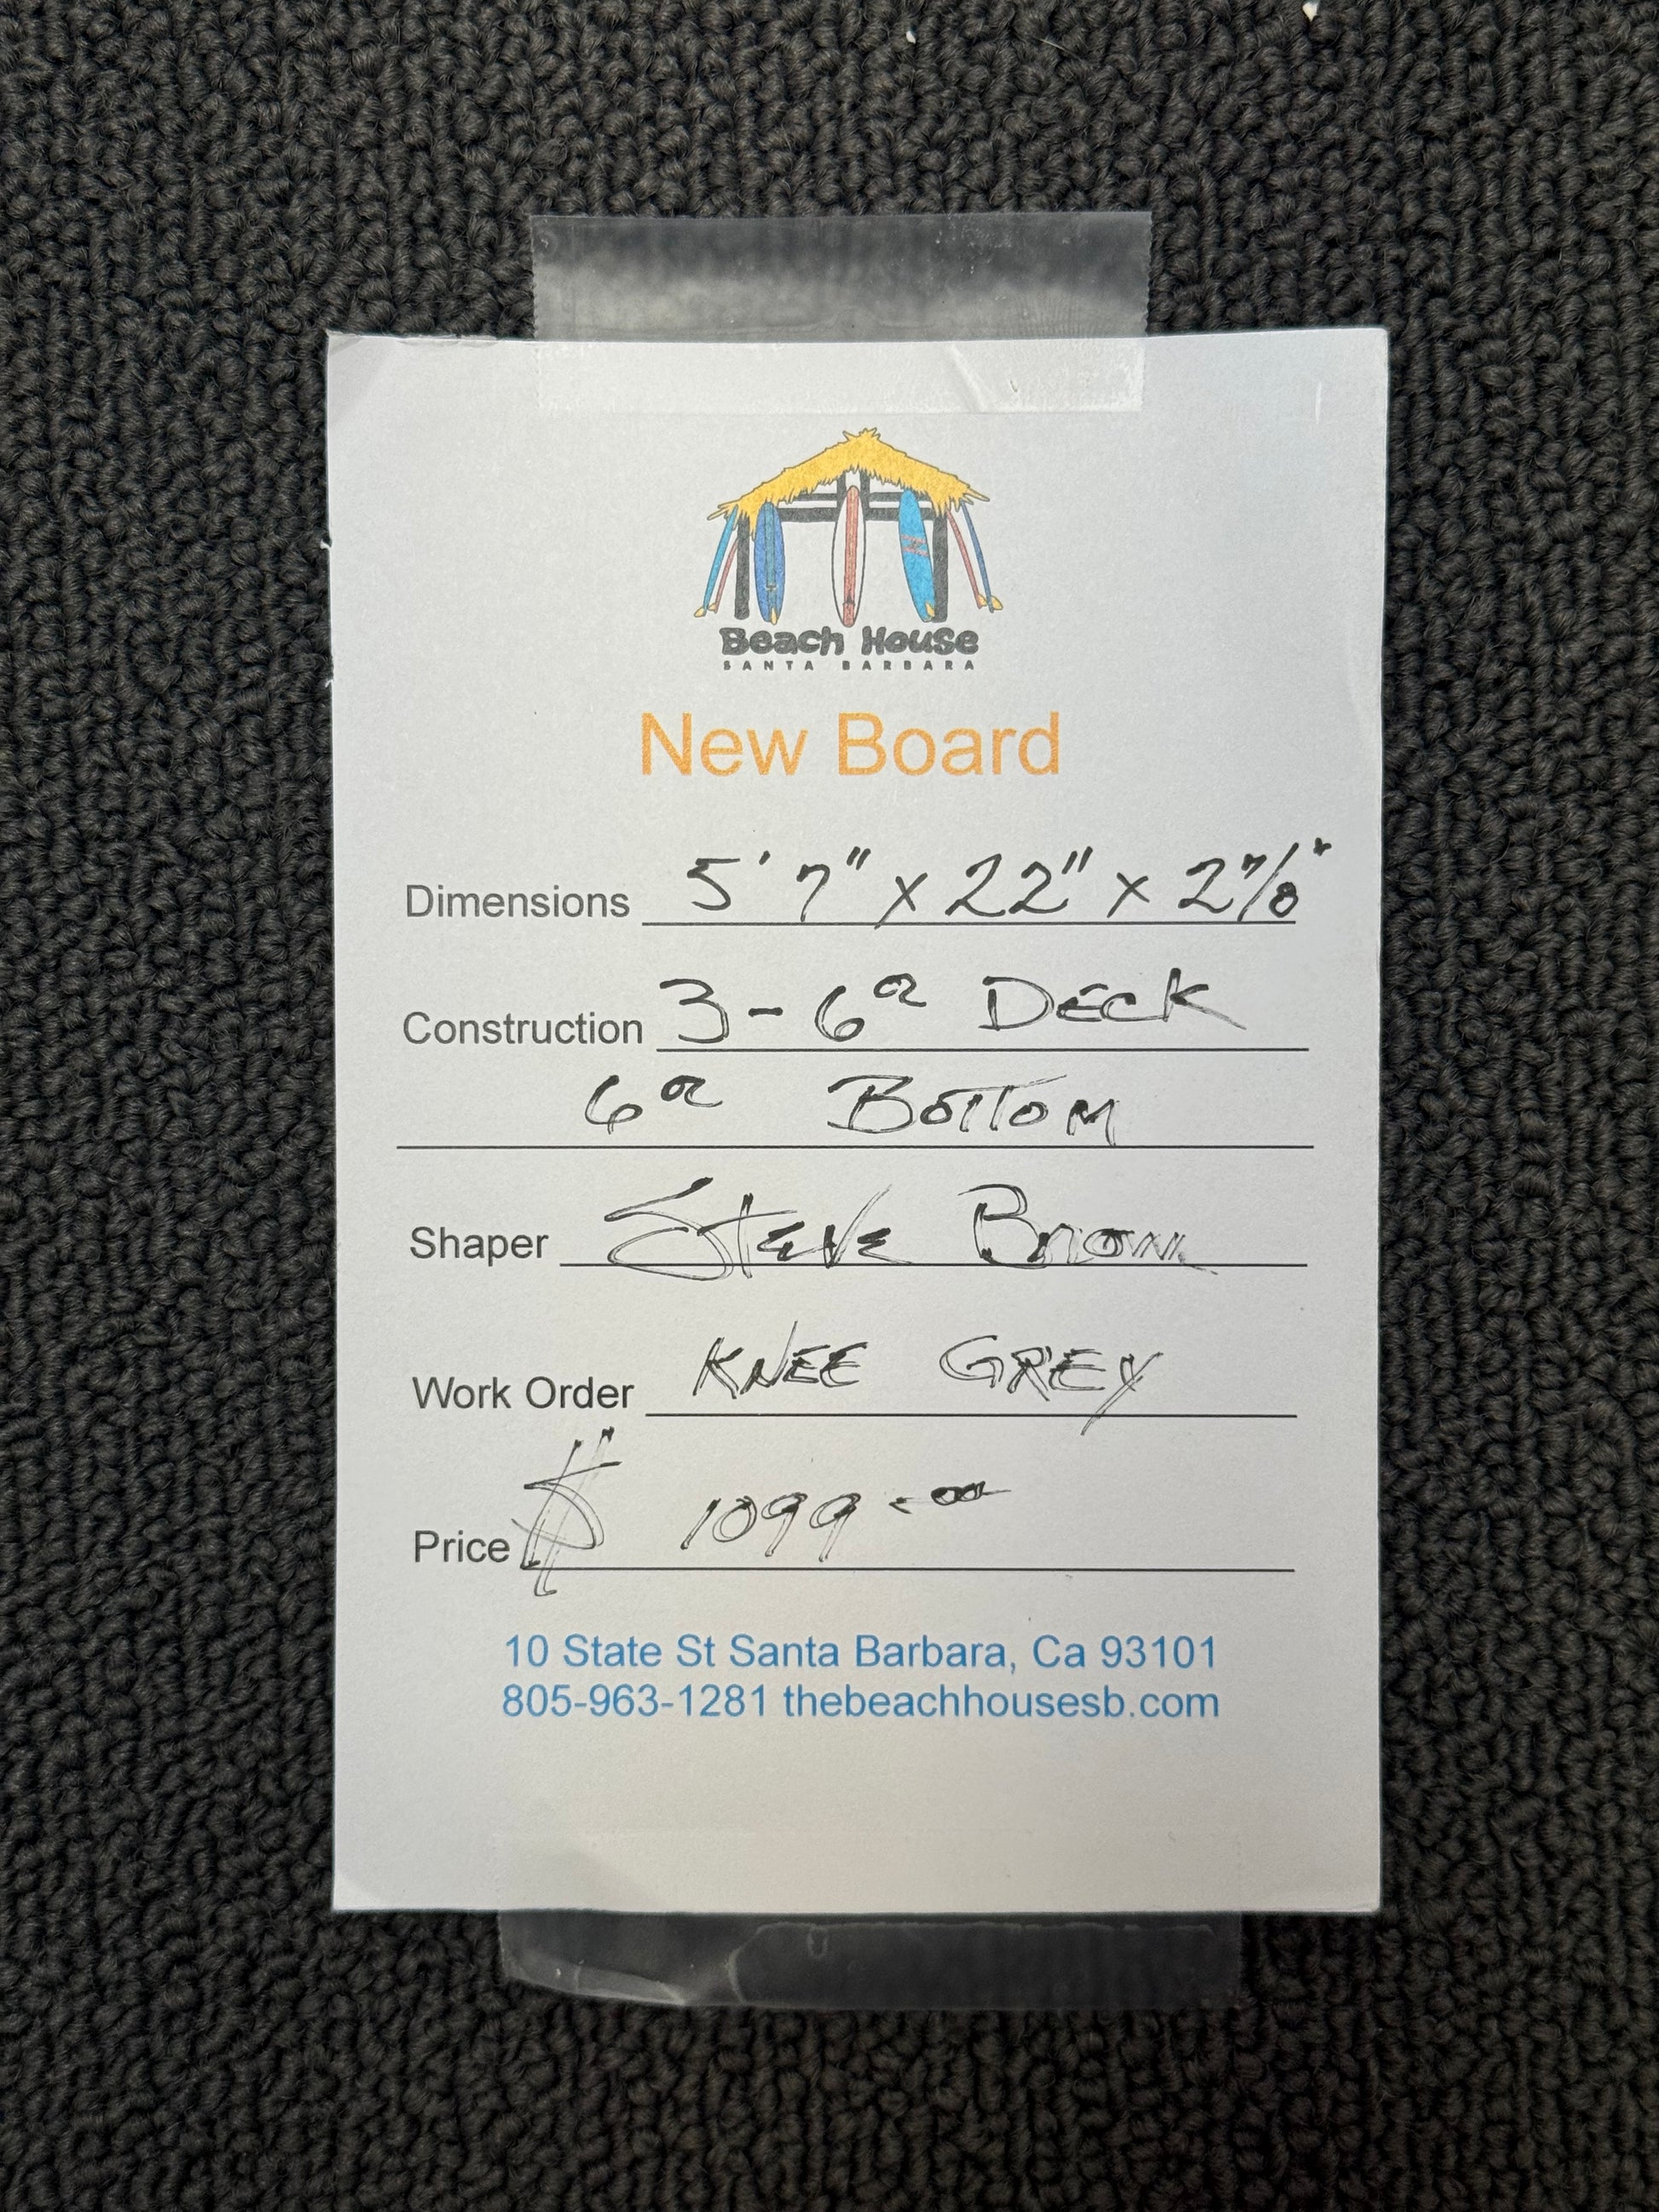 Beach House
SANTA BARBARA
New Board
Dimensions 5' 7" x 22" x 2 7/8"
Construction 3-6oz DECK
6oz BOTTOM
Shaper Steve Brown
Work Order KNEE GREY
Price $ 1099.00
10 State St Santa Barbara, Ca 93101
805-963-1281 thebeachhousesb.com